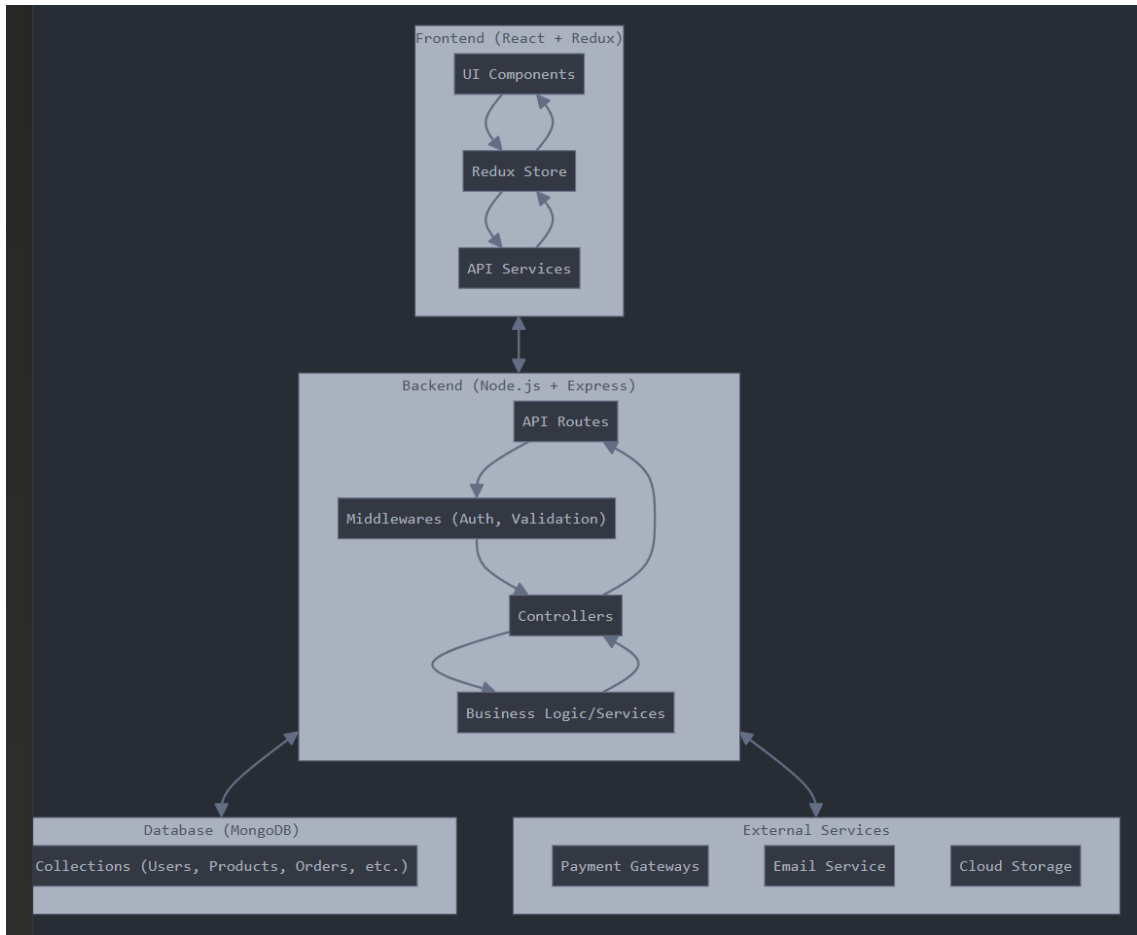 Frontend (React + Redux)
UI Components
Redux Store
API Services
Backend (Node.js + Express)
API Routes
Middlewares (Auth, Validation)
Controllers
Business Logic/Services
Database (MongoDB)
Collections (Users, Products, Orders, etc.)
External Services
Payment Gateways
Email Service
Cloud Storage